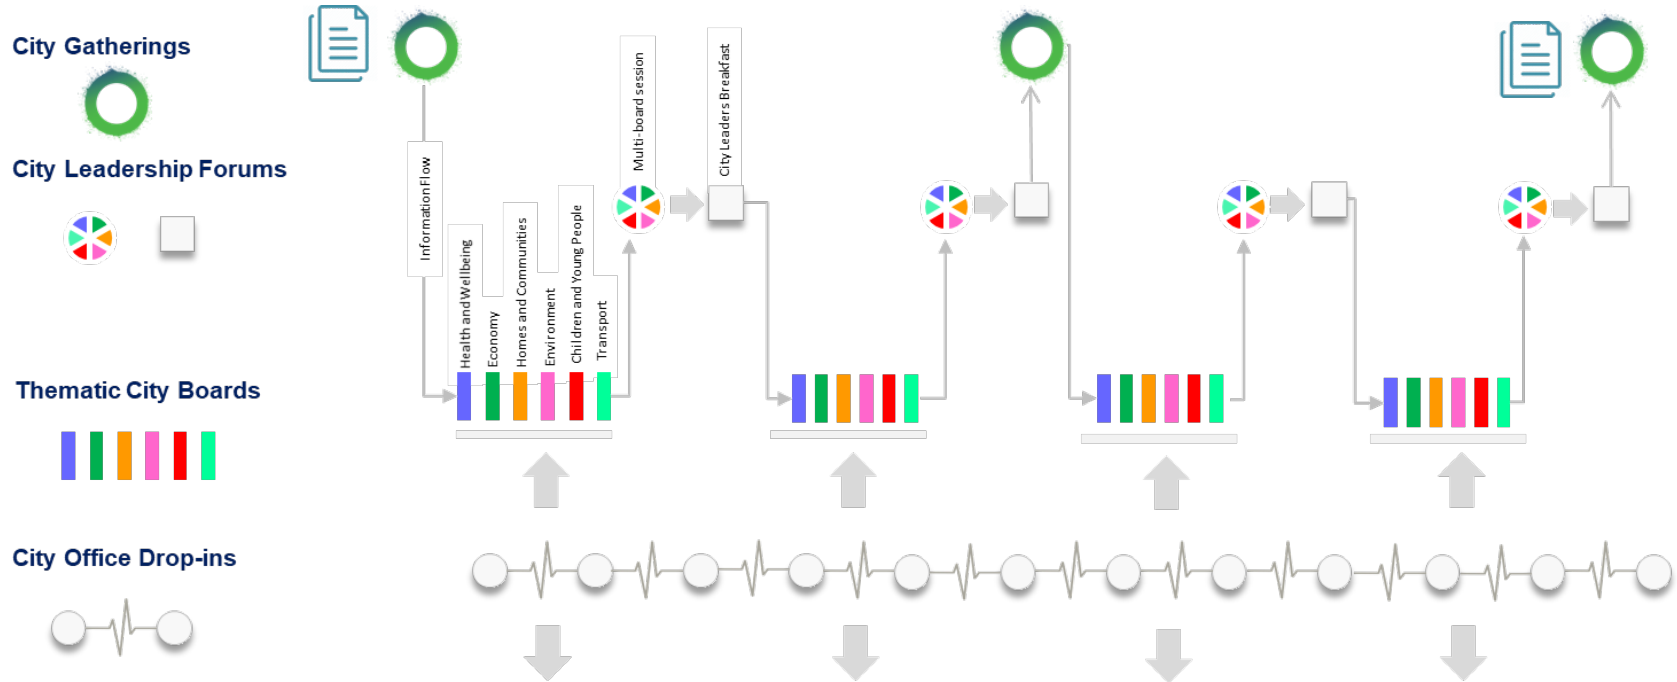 City Gatherings
City Leadership Forums
Thematic City Boards
City Office Drop-ins
Information Flow
Health and Wellbeing
Economy
Homes and Communities
Environment
Children and Young People
Transport
Multi-board session
City Leaders Breakfast